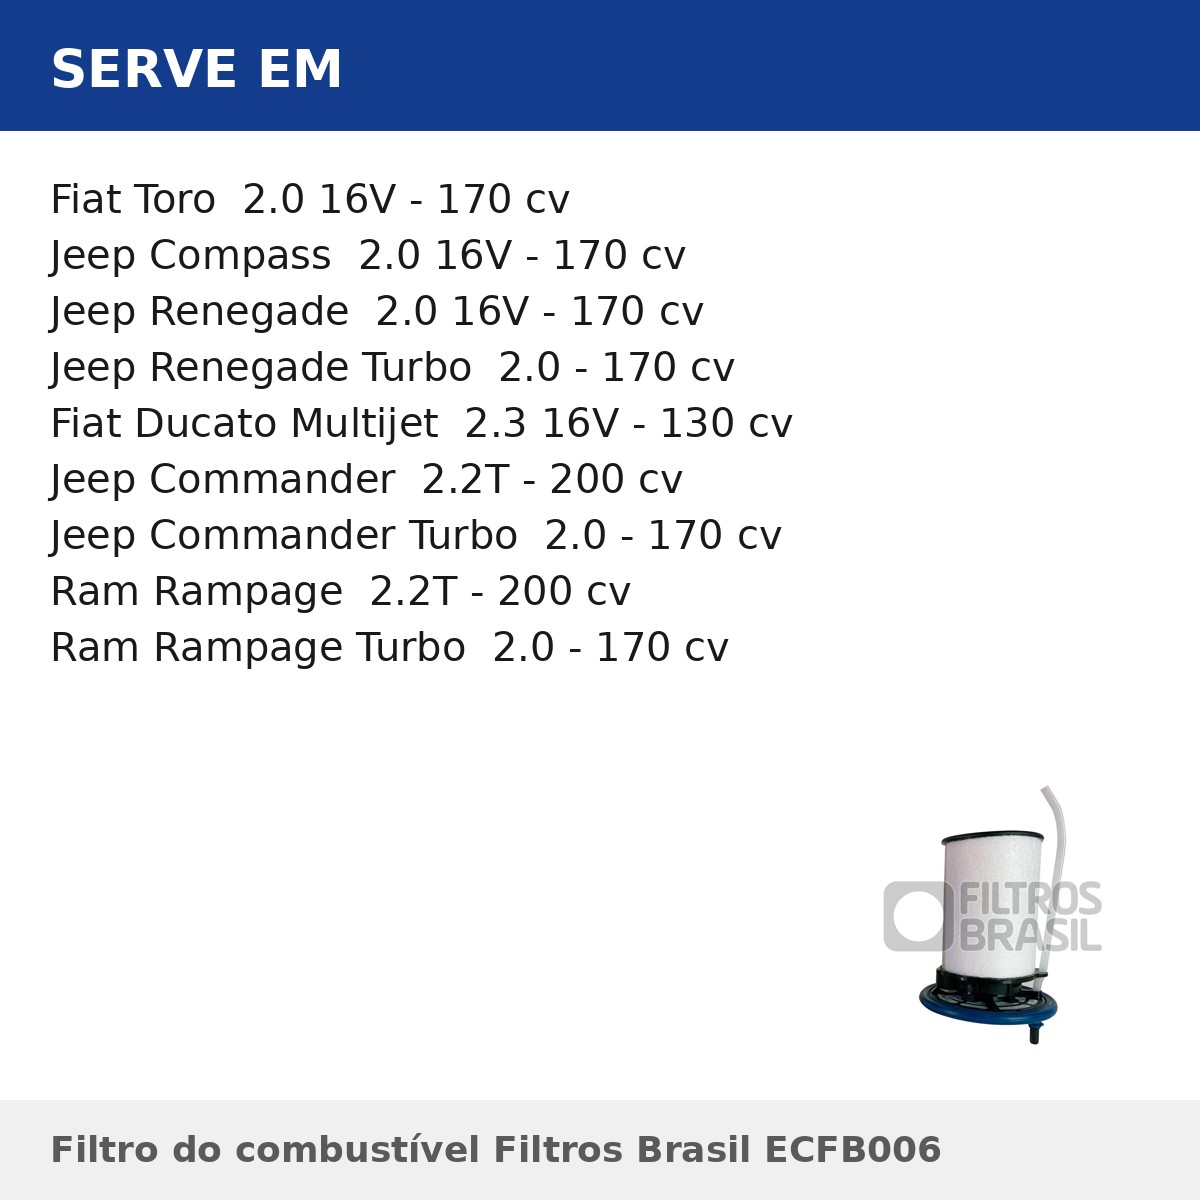 SERVE EM
Fiat Toro  2.0 16V - 170 cv
Jeep Compass  2.0 16V - 170 cv
Jeep Renegade  2.0 16V - 170 cv
Jeep Renegade Turbo  2.0 - 170 cv
Fiat Ducato Multijet  2.3 16V - 130 cv
Jeep Commander  2.2T - 200 cv
Jeep Commander Turbo  2.0 - 170 cv
Ram Rampage  2.2T - 200 cv
Ram Rampage Turbo  2.0 - 170 cv
FILTROS
BRASIL
Filtro do combustível Filtros Brasil ECFB006